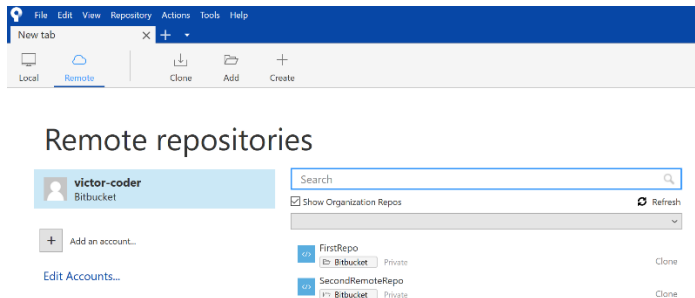 File Edit View Repository Actions Tools Help
New tab
Local Remote Clone Add Create
Remote repositories
victor-coder
Bitbucket
Add an account...
Edit Accounts...
Search
Show Organization Repos Refresh
FirstRepo
Bitbucket Private Clone
SecondRemoteRepo
Bitbucket Private Clone